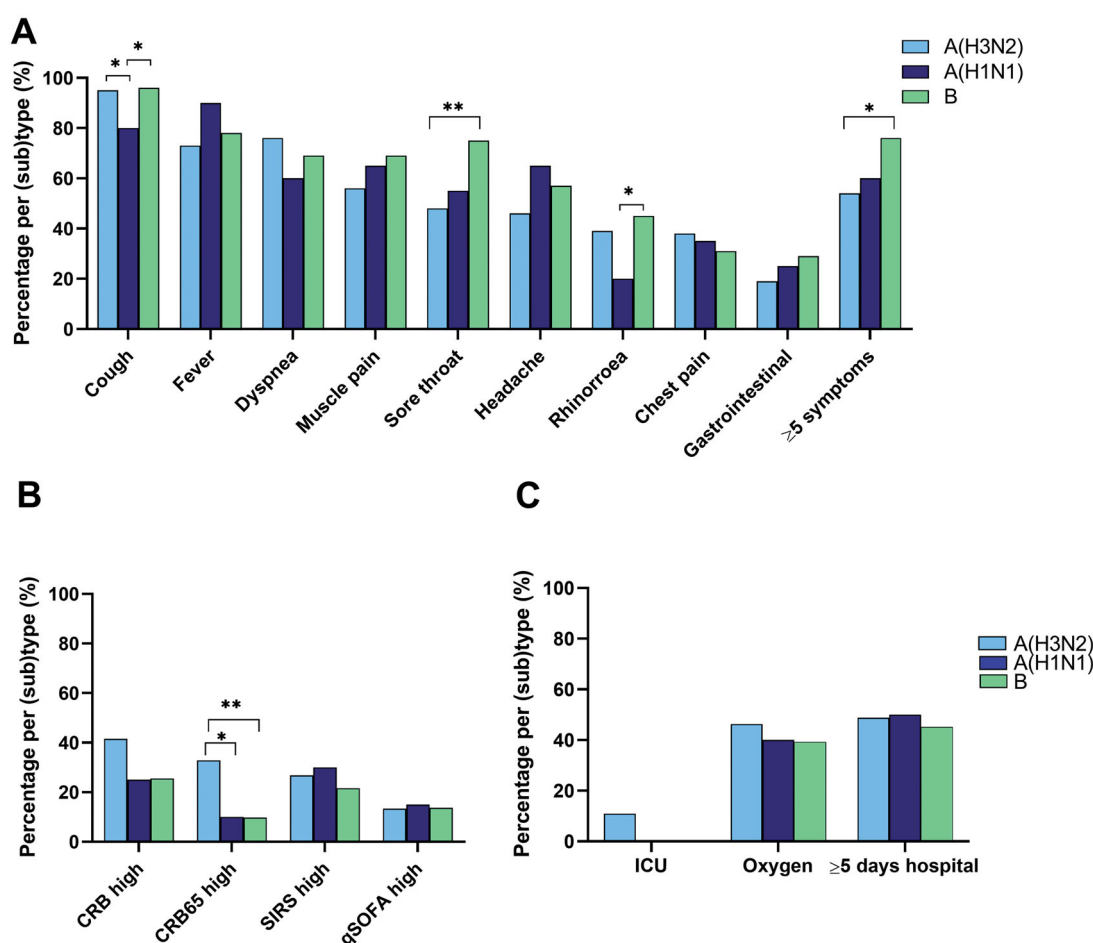 A
A(H3N2)
A(H1N1)
B
* *
** *
*
Percentage per (sub)type (%)
100
80
60
40
20
0
Cough
Fever
Dyspnea
Muscle pain
Sore throat
Headache
Rhinorroea
Chest pain
Gastrointestinal
≥5 symptoms
B
Percentage per (sub)type (%)
100
80
60
40
20
0
**
*
CRB high
CRB65 high
SIRS high
qSOFA high
C
Percentage per (sub)type (%)
100
80
60
40
20
0
ICU Oxygen ≥5 days hospital
A(H3N2)
A(H1N1)
B